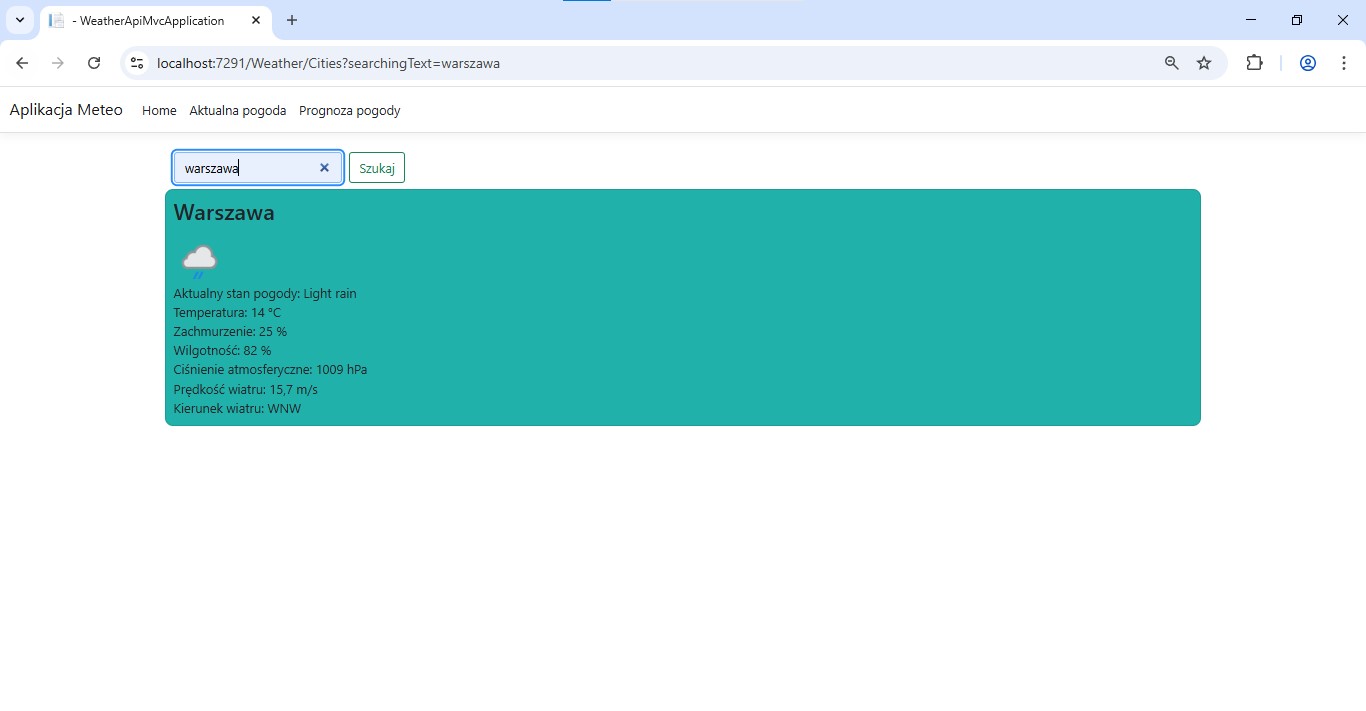 - WeatherApiMvcApplication
localhost:7291/Weather/Cities?searchingText=warszawa
Aplikacja Meteo Home Aktualna pogoda Prognoza pogody
warszawa Szukaj
Warszawa
Aktualny stan pogody: Light rain
Temperatura: 14 °C
Zachmurzenie: 25 %
Wilgotność: 82 %
Ciśnienie atmosferyczne: 1009 hPa
Prędkość wiatru: 15,7 m/s
Kierunek wiatru: WNW